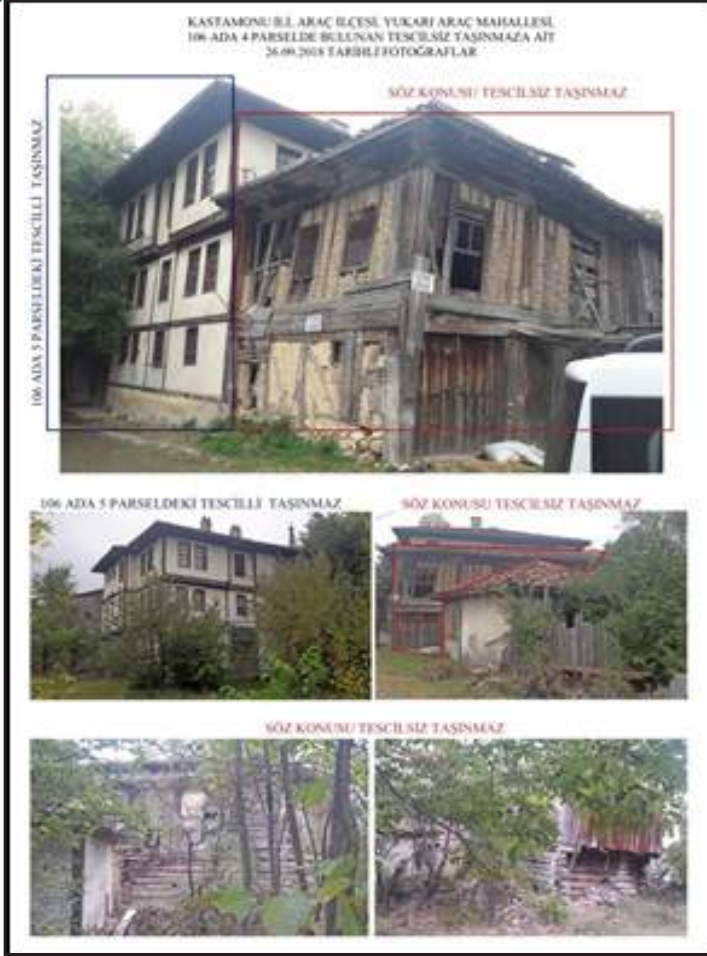 KASTAMONU İLİ, ARAÇ İLÇESİ, YUKARI ARAÇ MAHALLESİ,
106 ADA 4 PARSELDE BULUNAN TESCİLSİZ TAŞINMAZA AİT
26.09.2018 TARİHLİ FOTOĞRAFLAR
SÖZ KONUSU TESCİLSİZ TAŞINMAZ
106 ADA 5 PARSELDEKİ TESCİLLİ TAŞINMAZ
106 ADA 5 PARSELDEKİ TESCİLLİ TAŞINMAZ
SÖZ KONUSU TESCİLSİZ TAŞINMAZ
SÖZ KONUSU TESCİLSİZ TAŞINMAZ